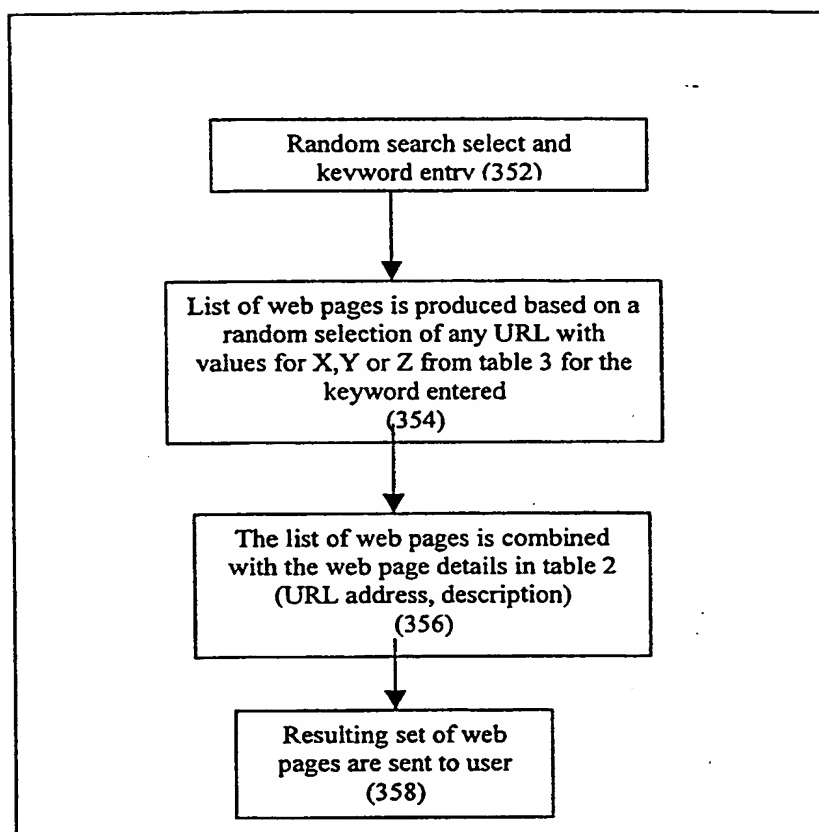 Random search select and
keyword entry (352)
List of web pages is produced based on a
random selection of any URL with
values for X,Y or Z from table 3 for the
keyword entered
(354)
The list of web pages is combined
with the web page details in table 2
(URL address, description)
(356)
Resulting set of web
pages are sent to user
(358)